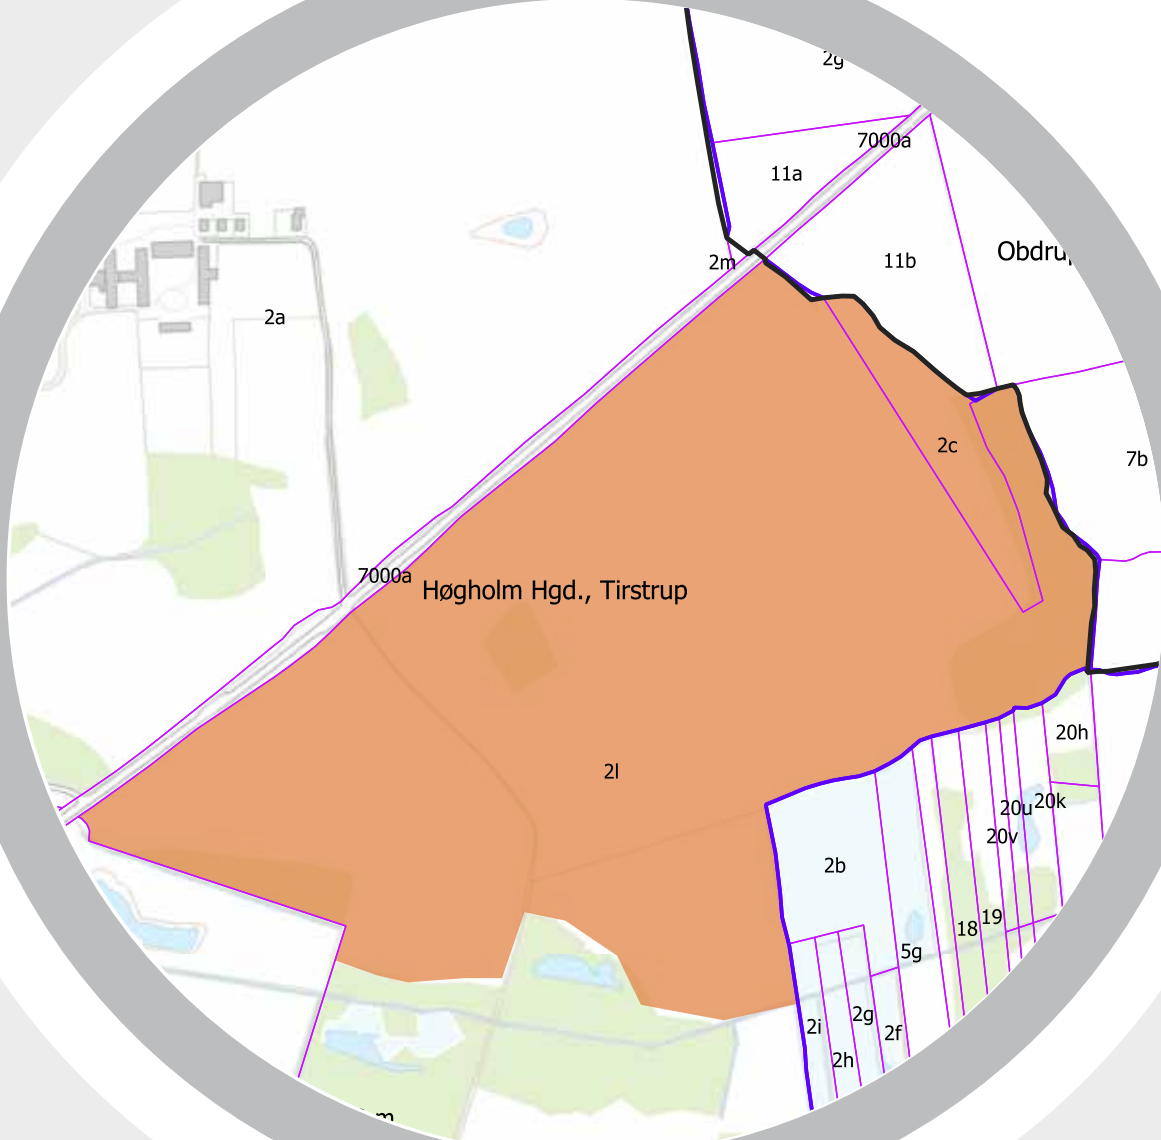 2g
7000a
11a
11b
Obdru
2m
2a
2c
7b
7000a
Høgholm Hgd., Tirstrup
20h
2l
20u
20k
20v
2b
19
18
5g
2g
2i
2f
2h
m